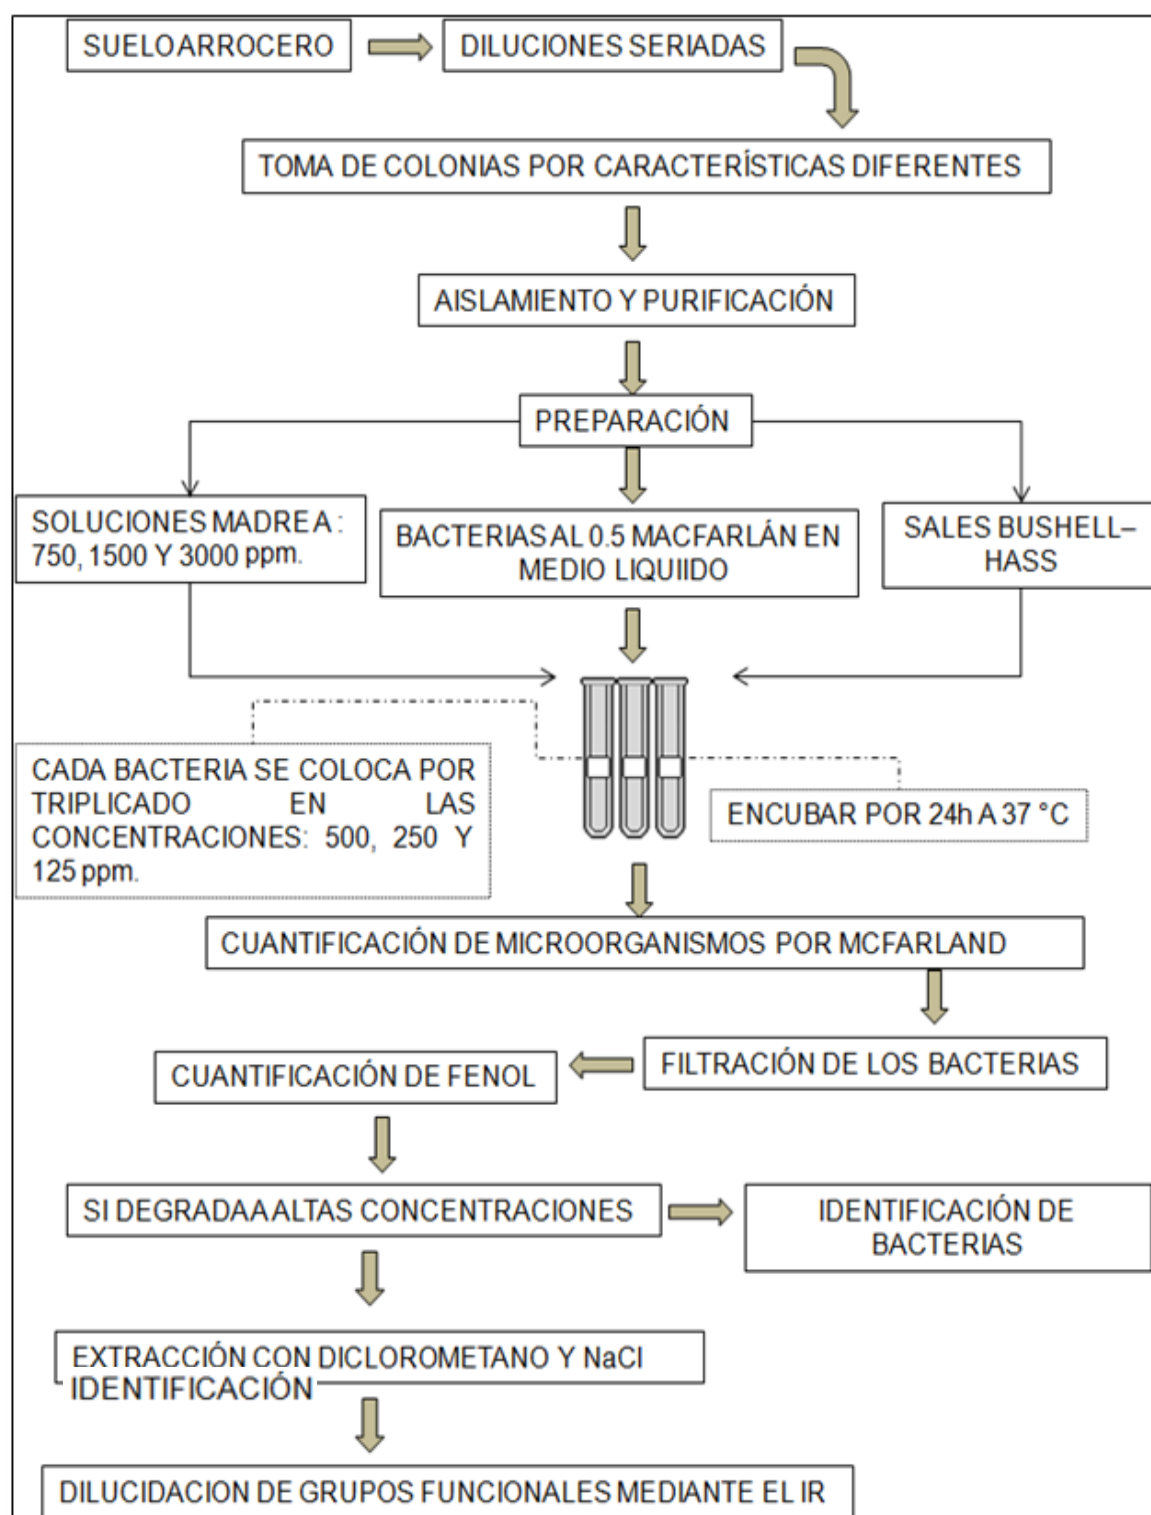 SUELO ARROCERO
DILUCIONES SERIADAS
TOMA DE COLONIAS POR CARACTERÍSTICAS DIFERENTES
AISLAMIENTO Y PURIFICACIÓN
PREPARACIÓN
SOLUCIONES MADRE A :
750, 1500 Y 3000 ppm.
BACTERIAS AL 0.5 MACFARLÁN EN
MEDIO LIQUIIDO
SALES BUSHELL–
HASS
CADA BACTERIA SE COLOCA POR
TRIPLICADO EN LAS
CONCENTRACIONES: 500, 250 Y
125 ppm.
ENCUBAR POR 24h A 37 °C
CUANTIFICACIÓN DE MICROORGANISMOS POR MCFARLAND
FILTRACIÓN DE LOS BACTERIAS
CUANTIFICACIÓN DE FENOL
SI DEGRADA A ALTAS CONCENTRACIONES
IDENTIFICACIÓN DE
BACTERIAS
EXTRACCIÓN CON DICLOROMETANO Y NaCl
IDENTIFICACIÓN
DILUCIDACION DE GRUPOS FUNCIONALES MEDIANTE EL IR